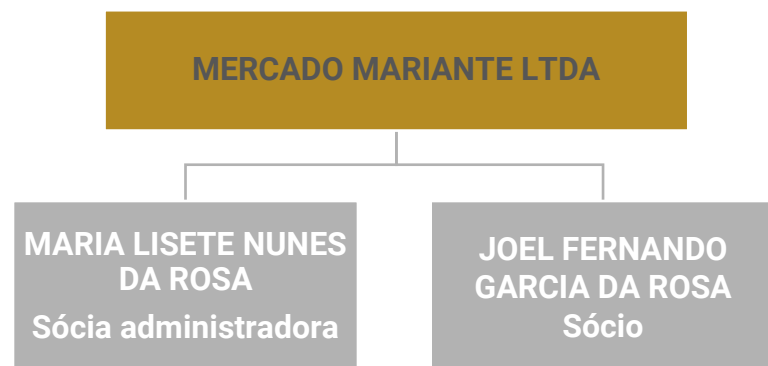 MERCADO MARIANTE LTDA
MARIA LISETE NUNES
DA ROSA
Sócia administradora
JOEL FERNANDO
GARCIA DA ROSA
Sócio